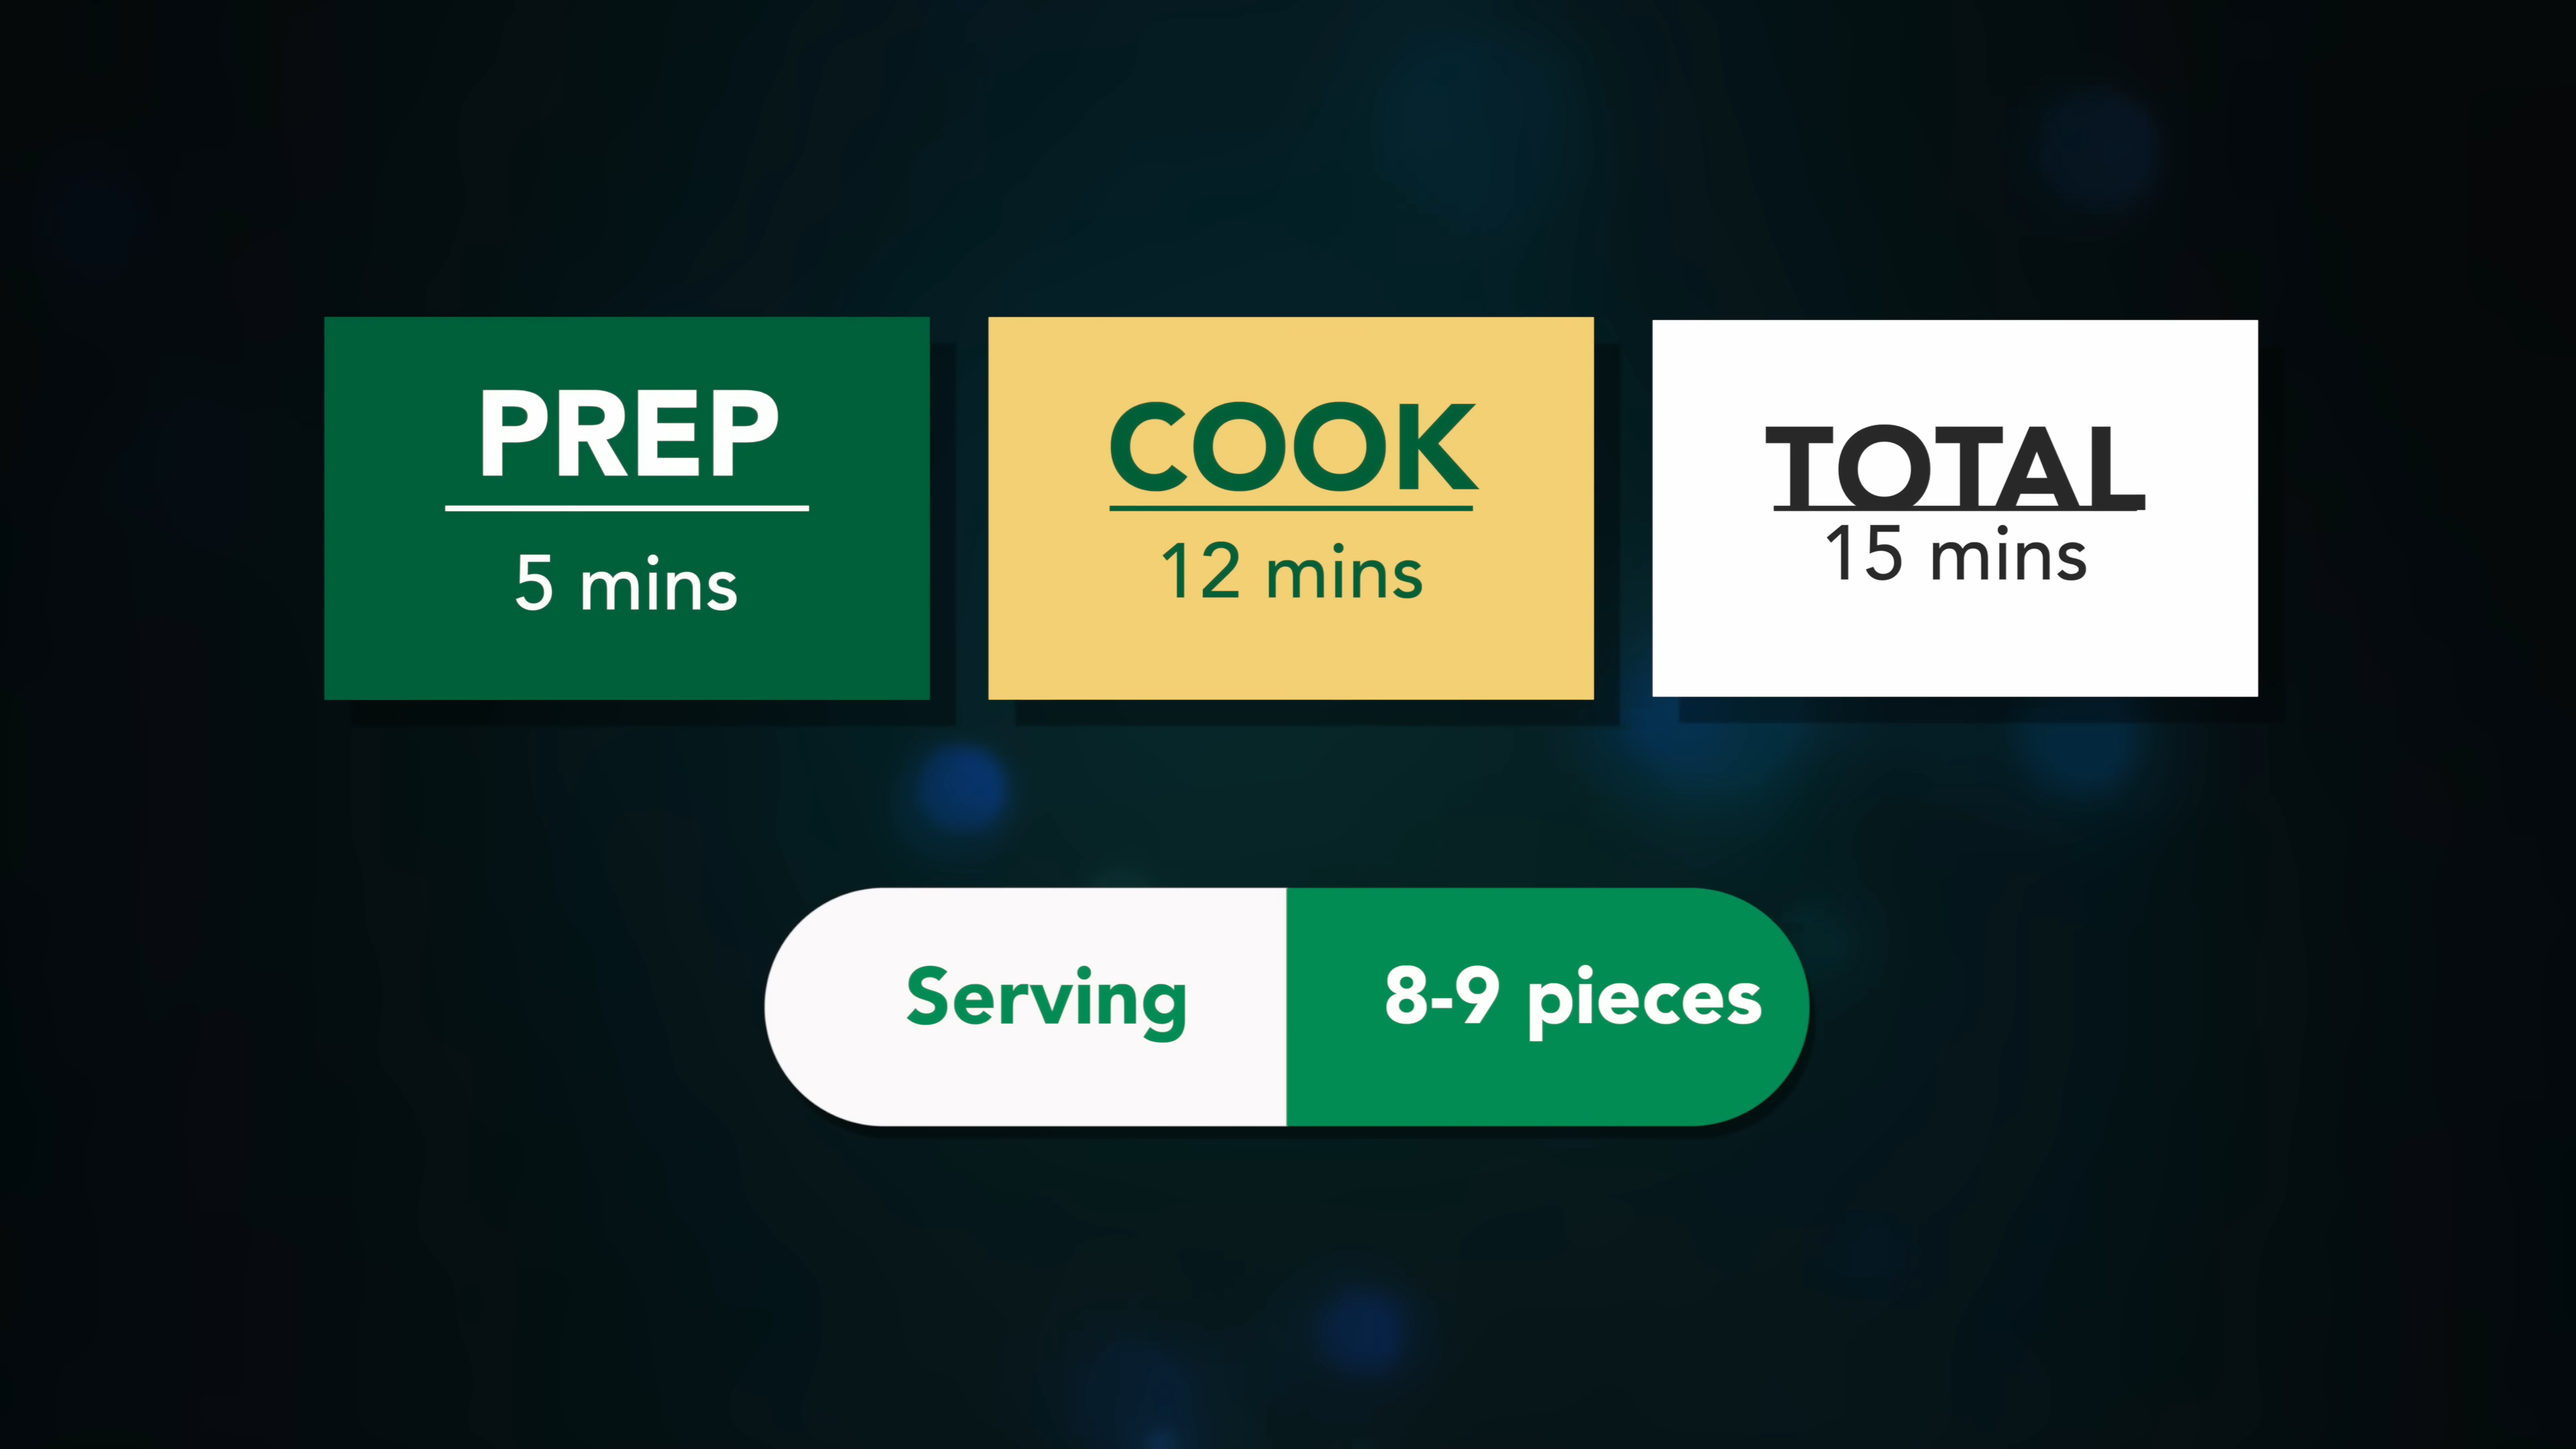 PREP
5 mins
COOK
12 mins
TOTAL
15 mins
Serving
8-9 pieces